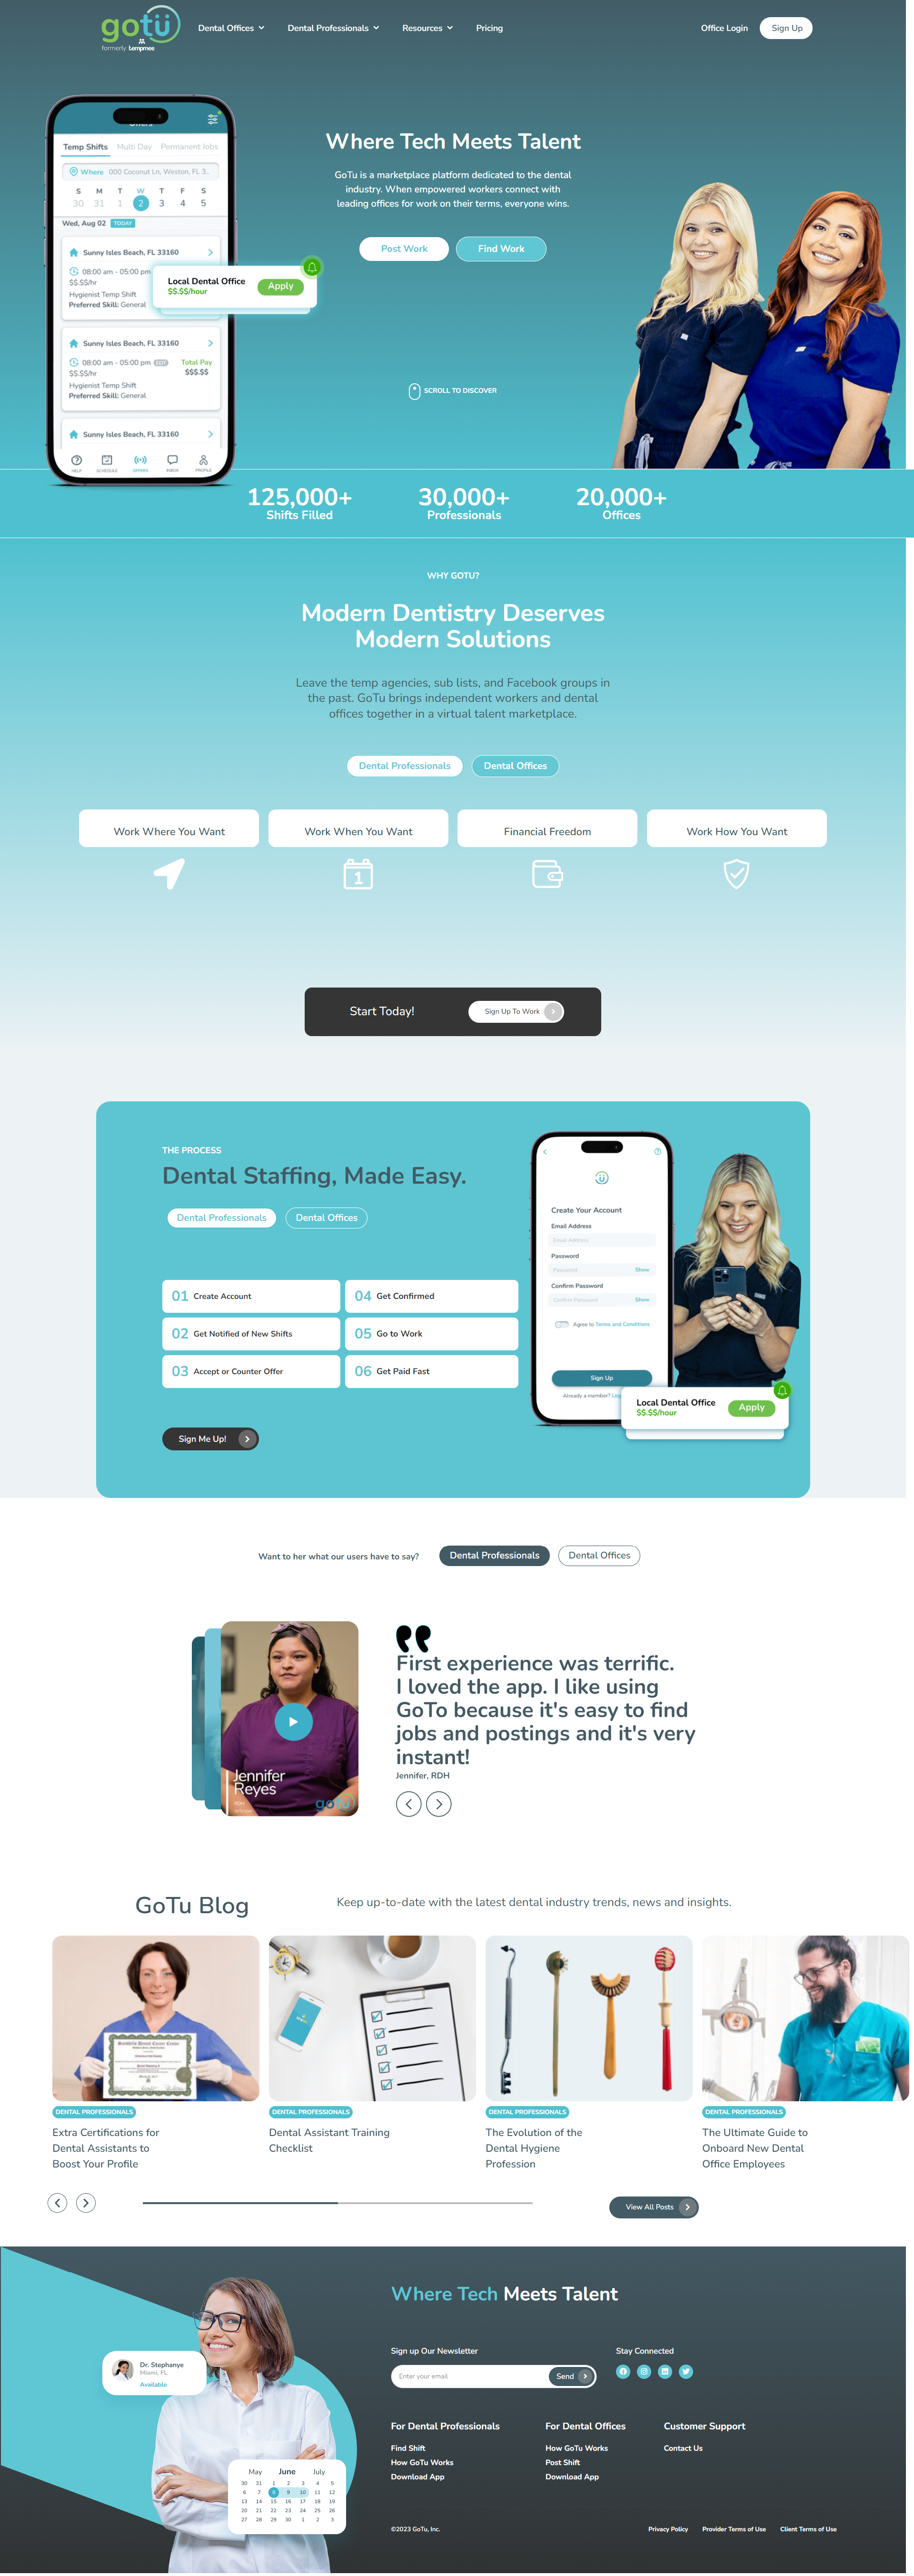 gotü
formerly tempmee
Dental Offices
Dental Professionals
Resources
Pricing
Office Login
Sign Up
Offers
Temp Shifts
Multi Day
Permanent Jobs
Where 000 Coconut Ln, Weston, FL 3..
S M T W T F S
30 31 1 2 3 4 5
Wed, Aug 02 TODAY
Sunny Isles Beach, FL 33160
08:00 am - 05:00 pm
$$.$$/hr
Hygienist Temp Shift
Preferred Skill: General
Local Dental Office
$$.$$/hour
Apply
Sunny Isles Beach, FL 33160
08:00 am - 05:00 pm EDT
Total Pay
$$.$$/hr
$$$.$$
Hygienist Temp Shift
Preferred Skill: General
Sunny Isles Beach, FL 33160
HELP
SCHEDULE
OFFERS
INBOX
PROFILE
Where Tech Meets Talent
GoTu is a marketplace platform dedicated to the dental
industry. When empowered workers connect with
leading offices for work on their terms, everyone wins.
Post Work
Find Work
SCROLL TO DISCOVER
125,000+
Shifts Filled
30,000+
Professionals
20,000+
Offices
WHY GOTU?
Modern Dentistry Deserves
Modern Solutions
Leave the temp agencies, sub lists, and Facebook groups in
the past. GoTu brings independent workers and dental
offices together in a virtual talent marketplace.
Dental Professionals
Dental Offices
Work Where You Want
Work When You Want
Financial Freedom
Work How You Want
1
Start Today!
Sign Up To Work
THE PROCESS
Dental Staffing, Made Easy.
Dental Professionals
Dental Offices
01 Create Account
04 Get Confirmed
02 Get Notified of New Shifts
05 Go to Work
03 Accept or Counter Offer
06 Get Paid Fast
Sign Me Up!
ü
Create Your Account
Email Address
Email Address
Password
Password Show
Confirm Password
Confirm Password Show
Agree to Terms and Conditions
Sign Up
Already a member? Log
Local Dental Office
$$.$$/hour
Apply
Want to her what our users have to say?
Dental Professionals
Dental Offices
Jennifer
Reyes
RDH
gotü
First experience was terrific.
I loved the app. I like using
GoTo because it's easy to find
jobs and postings and it's very
instant!
Jennifer, RDH
GoTu Blog
Keep up-to-date with the latest dental industry trends, news and insights.
DENTAL PROFESSIONALS
Extra Certifications for
Dental Assistants to
Boost Your Profile
DENTAL PROFESSIONALS
Dental Assistant Training
Checklist
DENTAL PROFESSIONALS
The Evolution of the
Dental Hygiene
Profession
DENTAL PROFESSIONALS
The Ultimate Guide to
Onboard New Dental
Office Employees
View All Posts
Dr. Stephanye
Miami, FL
Available
May June July
30 31 1 2 3 4 5
6 7 8 9 10 11 12
13 14 15 16 17 18 19
20 21 22 23 24 25 26
27 28 29 30 1 2 3
Where Tech Meets Talent
Sign up Our Newsletter
Enter your email
Send
Stay Connected
For Dental Professionals
Find Shift
How GoTu Works
Download App
For Dental Offices
How GoTu Works
Post Shift
Download App
Customer Support
Contact Us
©2023 GoTu, Inc.
Privacy Policy
Provider Terms of Use
Client Terms of Use